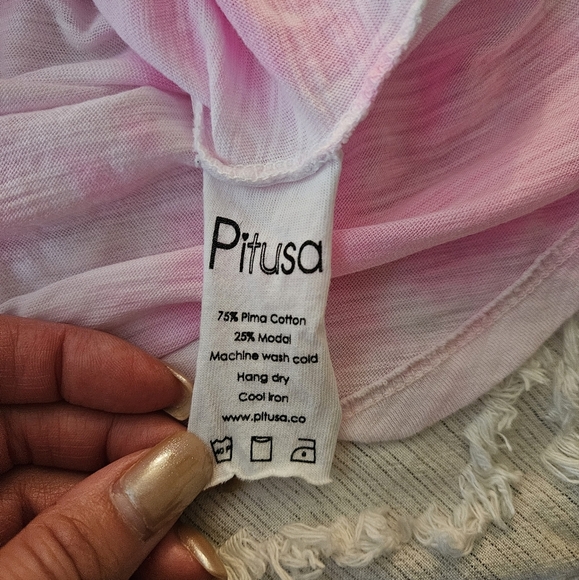 Pitusa
75% Pima Cotton
25% Modal
Machine wash cold
Hang dry
Cool iron
www.pitusa.co